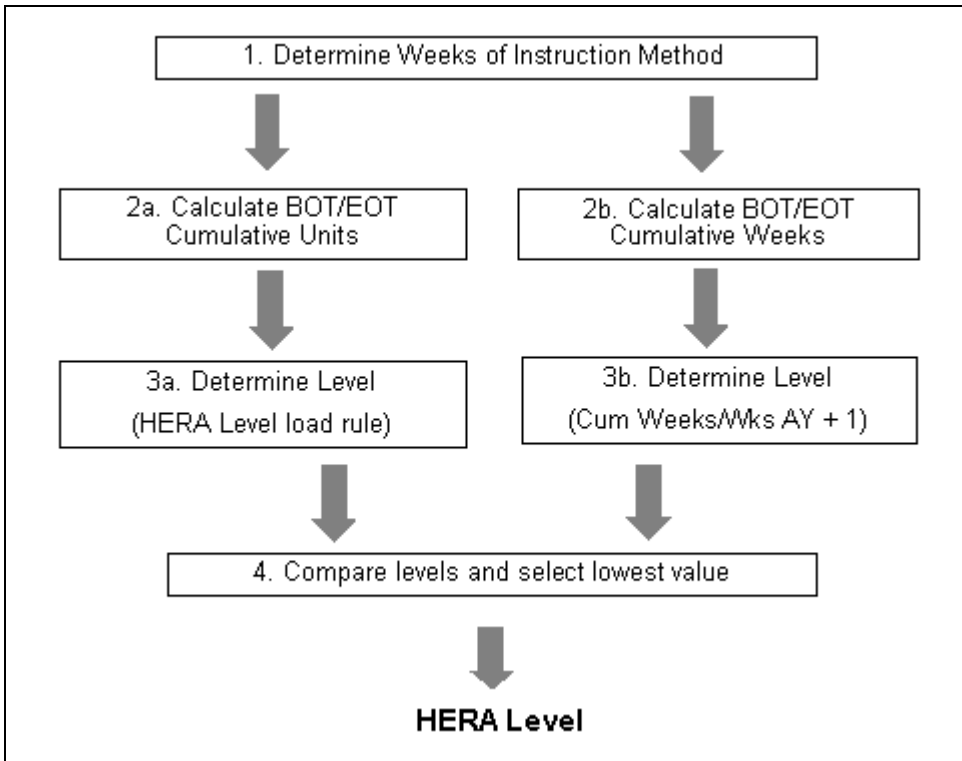 1. Determine Weeks of Instruction Method
2a. Calculate BOT/EOT
Cumulative Units
2b. Calculate BOT/EOT
Cumulative Weeks
3a. Determine Level
(HERA Level load rule)
3b. Determine Level
(Cum Weeks/Wks AY + 1)
4. Compare levels and select lowest value
HERA Level